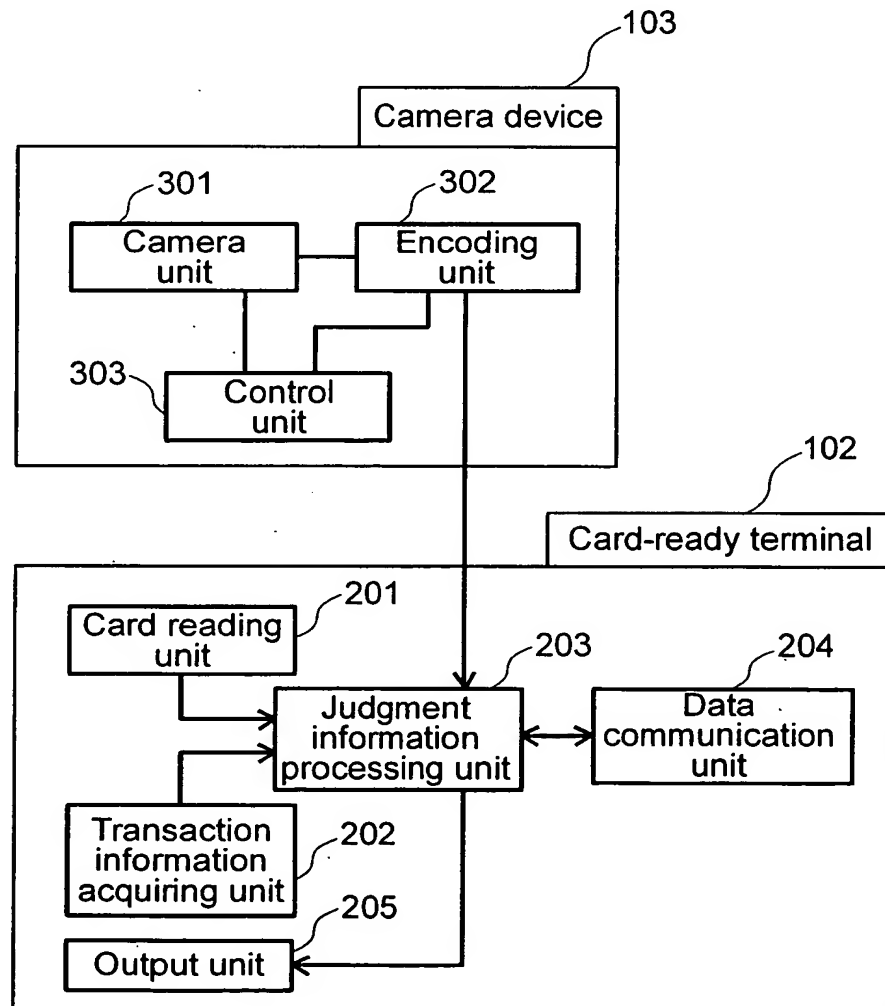 103
Camera device
301
302
Camera
unit
Encoding
unit
303
Control
unit
102
Card-ready terminal
201
Card reading
unit
203
204
Judgment
information
processing unit
Data
communication
unit
Transaction
information
acquiring unit
202
205
Output unit